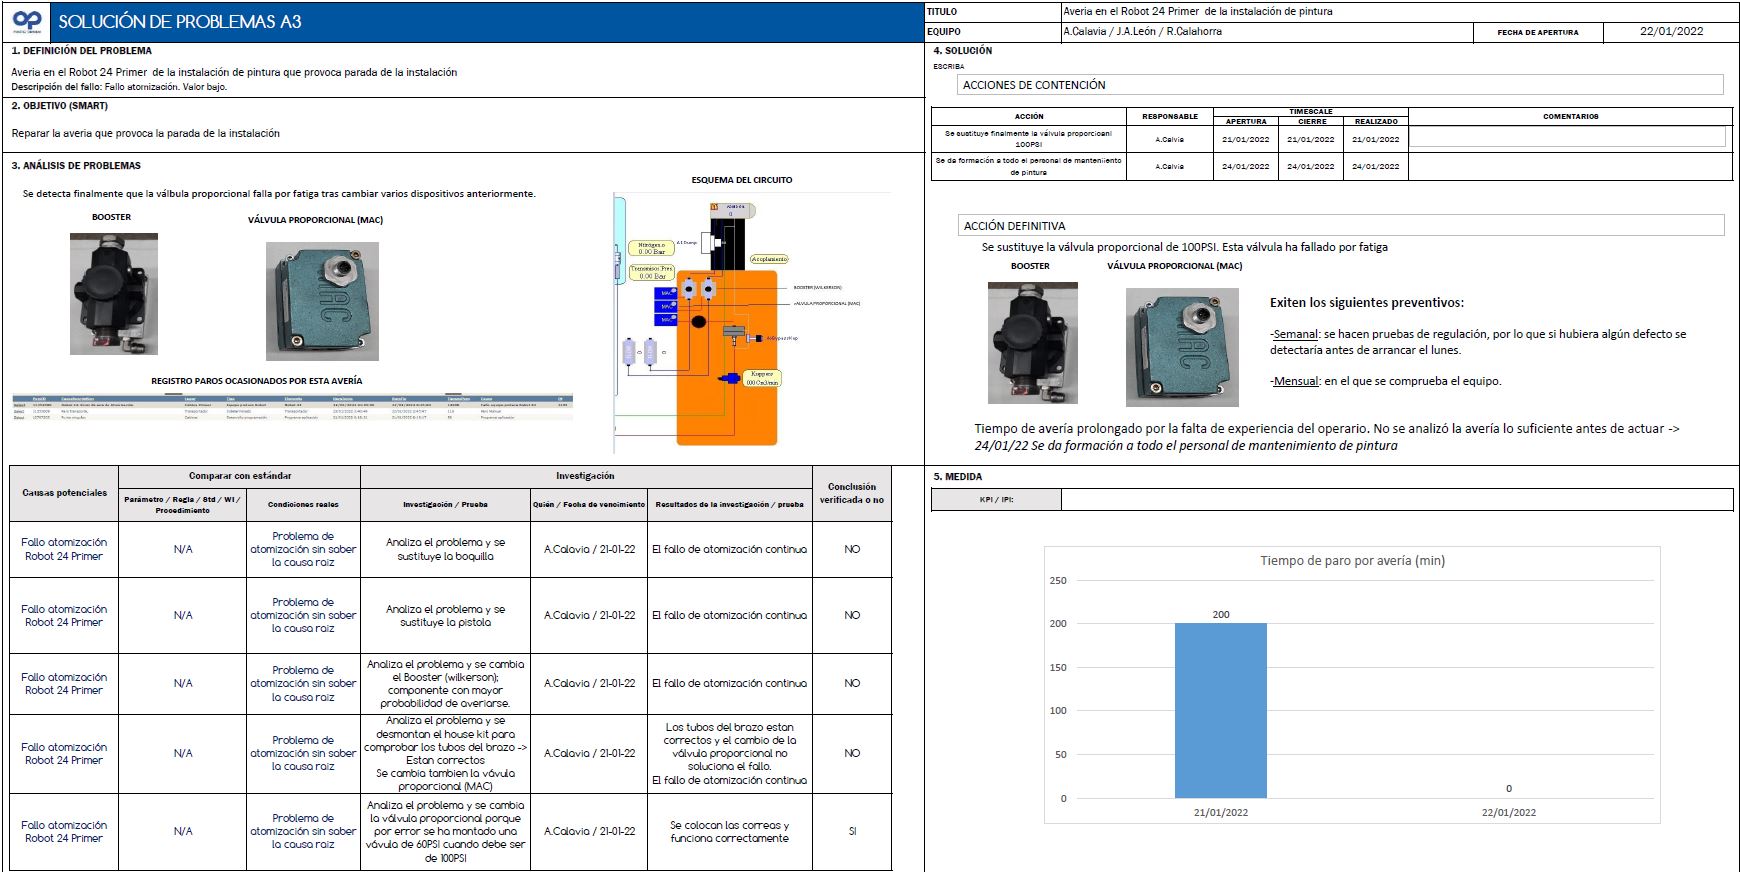 SOLUCIÓN DE PROBLEMAS A3
TITULO
Averia en el Robot 24 Primer de la instalación de pintura
EQUIPO
A.Calavia / J.A.León / R.Calahorra
FECHA DE APERTURA
22/01/2022
1. DEFINICIÓN DEL PROBLEMA
Averia en el Robot 24 Primer de la instalación de pintura que provoca parada de la instalación
Descripción del fallo: Fallo atomización. Valor bajo.
2. OBJETIVO (SMART)
Reparar la averia que provoca la parada de la instalación
3. ANÁLISIS DE PROBLEMAS
Se detecta finalmente que la válbula proporcional falla por fatiga tras cambiar varios dispositivos anteriormente.
BOOSTER
VÁLVULA PROPORCIONAL (MAC)
ESQUEMA DEL CIRCUITO
Nitrógeno
0.00 Bar
Transmisor Pres.
0.00 Bar
Acoplamiento
MAC
MAC
MAC
BOOSTER (WILKERSON)
VALVULA PROPORCIONAL (MAC)
REGISTRO PAROS OCASIONADOS POR ESTA AVERÍA
Causas potenciales
Comparar con estándar
Investigación
Conclusión
verificada o no
Parámetro / Regla / Std / WI /
Procedimiento
Condiciones reales
Investigación / Prueba
Quién / Fecha de vencimiento
Resultados de la investigación / prueba
Fallo atomización
Robot 24 Primer
N/A
Problema de
atomización sin saber
la causa raiz
Analiza el problema y se
sustituye la boquilla
A.Calavia / 21-01-22
El fallo de atomización continua
NO
Fallo atomización
Robot 24 Primer
N/A
Problema de
atomización sin saber
la causa raiz
Analiza el problema y se
sustituye la pistola
A.Calavia / 21-01-22
El fallo de atomización continua
NO
Fallo atomización
Robot 24 Primer
N/A
Problema de
atomización sin saber
la causa raiz
Analiza el problema y se cambia
el Booster (wilkerson);
componente con mayor
probabilidad de averiarse.
A.Calavia / 21-01-22
El fallo de atomización continua
NO
Fallo atomización
Robot 24 Primer
N/A
Problema de
atomización sin saber
la causa raiz
Analiza el problema y se
desmontan el house kit para
comprobar los tubos del brazo ->
Estan correctos
Se cambia tambien la vávula
proporcional (MAC)
A.Calavia / 21-01-22
Los tubos del brazo estan
correctos y el cambio de la
válvula proporcional no
soluciona el fallo.
El fallo de atomización continua
NO
Fallo atomización
Robot 24 Primer
N/A
Problema de
atomización sin saber
la causa raiz
Analiza el problema y se cambia
la válvula proporcional porque
por error se ha montado una
vávula de 60PSI cuando debe ser
de 100PSI
A.Calavia / 21-01-22
Se colocan las correas y
funciona correctamente
SI
4. SOLUCIÓN
ESCRIBA
ACCIONES DE CONTENCIÓN
ACCIÓN
RESPONSABLE
TIMESCALE
APERTURA
CIERRE
REALIZADO
COMENTARIOS
Se sustituye finalmente la válvula proporcioanl
100PSI
A.Calvia
21/01/2022
21/01/2022
21/01/2022
Se da formación a todo el personal de manteniiento
de pintura
A.Calvia
24/01/2022
24/01/2022
24/01/2022
ACCIÓN DEFINITIVA
Se sustituye la válvula proporcional de 100PSI. Esta válvula ha fallado por fatiga
BOOSTER
VÁLVULA PROPORCIONAL (MAC)
Exiten los siguientes preventivos:
-Semanal: se hacen pruebas de regulación, por lo que si hubiera algún defecto se
detectaría antes de arrancar el lunes.
-Mensual: en el que se comprueba el equipo.
Tiempo de avería prolongado por la falta de experiencia del operario. No se analizó la avería lo suficiente antes de actuar ->
24/01/22 Se da formación a todo el personal de mantenimiento de pintura
5. MEDIDA
KPI / IPI:
Tiempo de paro por avería (min)
250
200
150
100
50
0
200
0
21/01/2022
22/01/2022